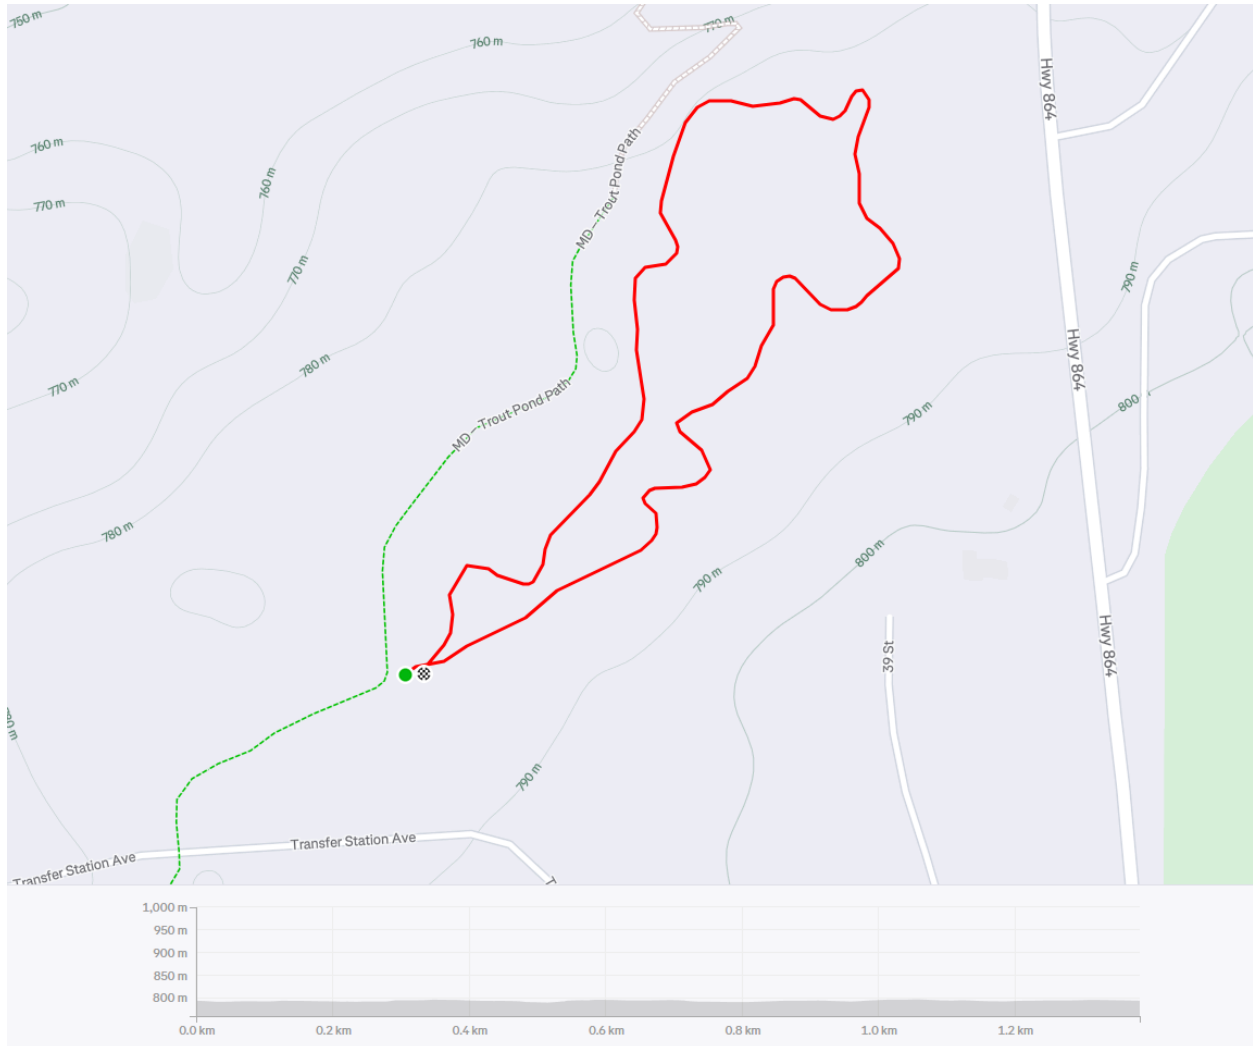 750 m
760 m
770 m
Hwy 864
760 m
MD—Trout Pond Path
760 m
770 m
770 m
790 m
780 m
Hwy 864
770 m
MD—Trout Pond Path
790 m
800
780 m
800 m
790 m
39 St
Hwy 864
790 m
Transfer Station Ave
Transfer Station Ave
T
1,000 m
950 m
900 m
850 m
800 m
0.0 km
0.2 km
0.4 km
0.6 km
0.8 km
1.0 km
1.2 km